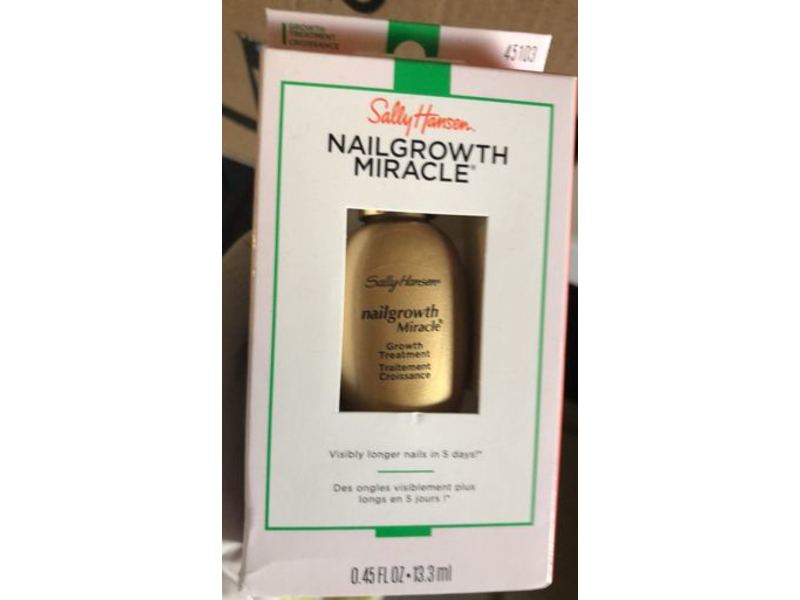 GROWTH
TREATMENT
CROISSANCE
45103
Sally Hansen
NAILGROWTH
MIRACLE®
Sally Hansen®
nailgrowth
Miracle®
Growth
Treatment
Traitement
Croissance
Visibly longer nails in 5 days!*
Des ongles visiblement plus
longs en 5 jours !*
0.45 FL OZ • 13.3 ml